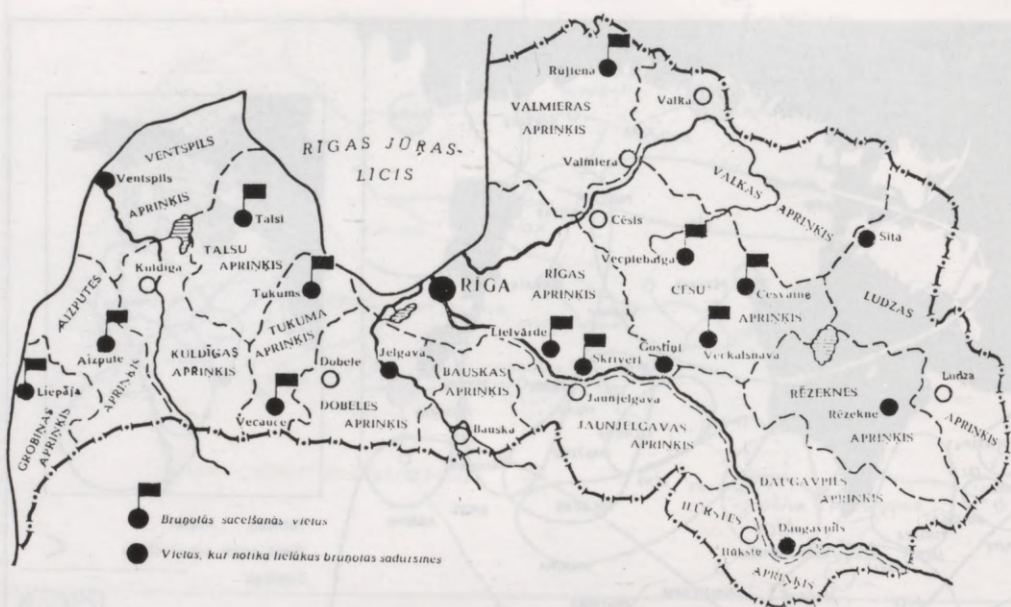 Rūjiena
VALMIERAS
APRIŅĶIS
Valka
Valmiera
VALKAS
APRIŅĶIS
VENTSPILS
APRIŅĶIS
Ventspils
RĪGAS JŪRAS-
LĪCIS
Talsi
TALSU
APRIŅĶIS
Kuldīga
Cēsis
Vecpiebalga
Sita
RĪGA
RĪGAS
APRIŅĶIS
CĒSU
APRIŅĶIS
Cesvaine
LUDZAS
APRIŅĶIS
Tukums
TUKUMA
APRIŅĶIS
AIZPUTES
APRIŅĶIS
Aizpute
KULDĪGAS
APRIŅĶIS
Dobele
Jelgava
Lielvārde
Skrīveri
Gostiņi
Veckalsnava
Liepāja
GROBIŅAS
APRIŅĶIS
Vecauce
DOBELES
APRIŅĶIS
BAUSKAS
APRIŅĶIS
Bauska
Jaunjelgava
JAUNJELGAVAS
APRIŅĶIS
RĒZEKNES
APRIŅĶIS
Rēzekne
Ludza
DAUGAVPILS
APRIŅĶIS
Daugavpils
ILŪKSTES
APRIŅĶIS
Ilūkste
Bruņotās sacelšanās vietas
Vietas, kur notika lielākas bruņotas sadursmes